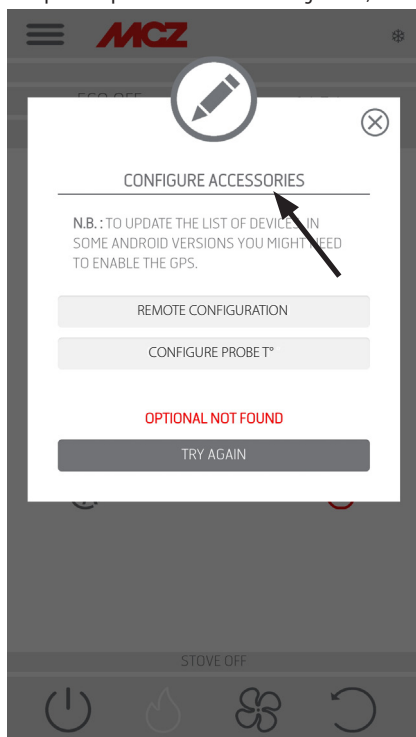 MCZ
CONFIGURE ACCESSORIES
N.B. : TO UPDATE THE LIST OF DEVICES, IN
SOME ANDROID VERSIONS YOU MIGHT NEED
TO ENABLE THE GPS.
REMOTE CONFIGURATION
CONFIGURE PROBE T°
OPTIONAL NOT FOUND
TRY AGAIN
STOVE OFF